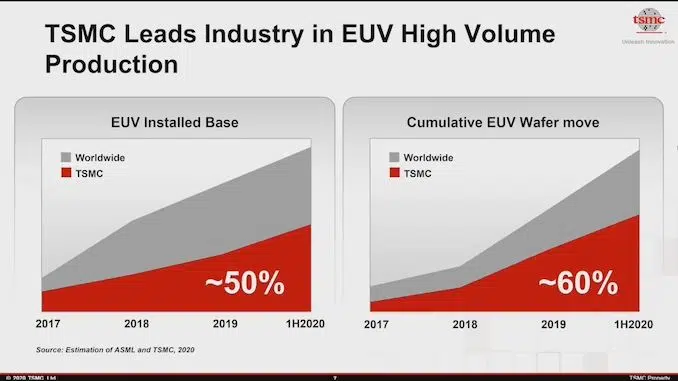 TSMC Leads Industry in EUV High Volume
Production
tsmc
Unleash Innovation
EUV Installed Base
Worldwide
TSMC
~50%
2017
2018
2019
1H2020
Cumulative EUV Wafer move
Worldwide
TSMC
~60%
2017
2018
2019
1H2020
Source: Estimation of ASML and TSMC, 2020
© 2020 TSMC, Ltd
7
TSMC Property